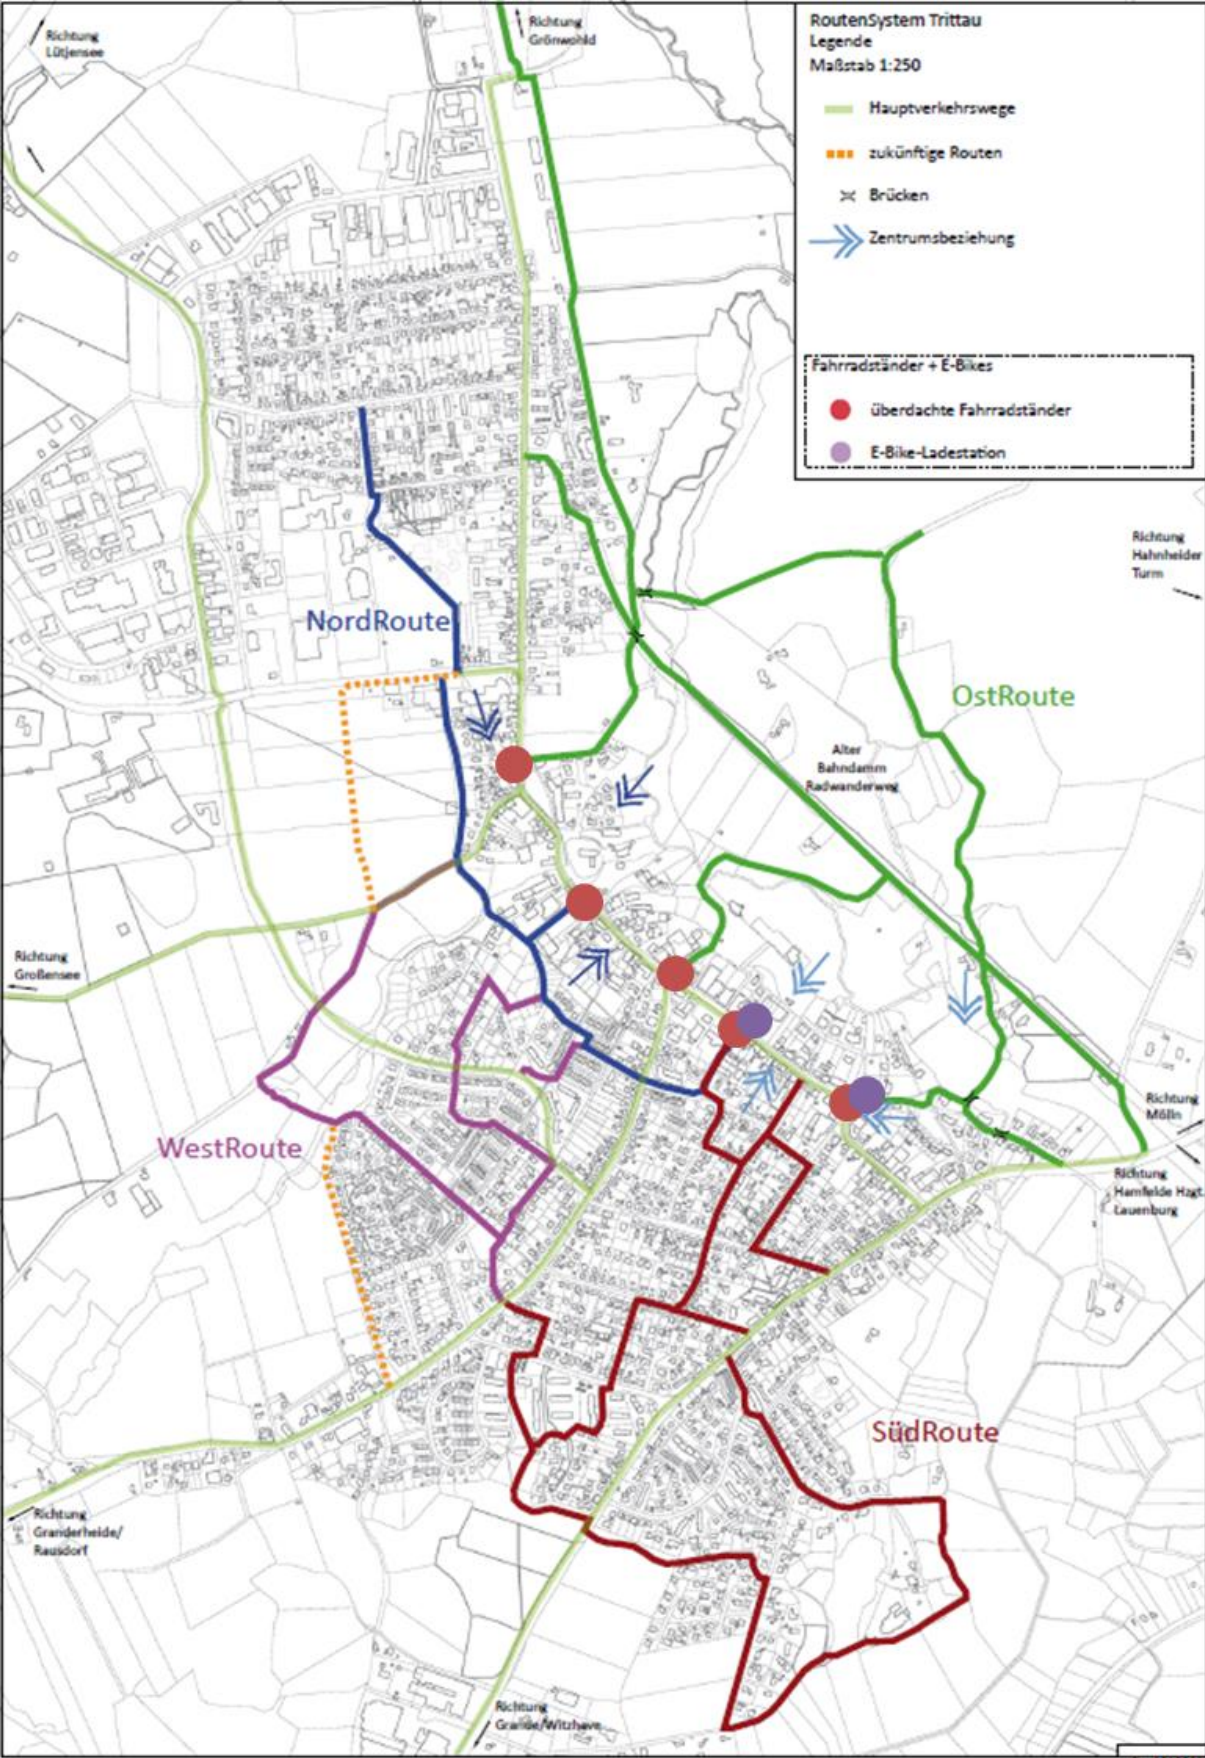 Richtung
Lütjensee
Richtung
Grönwohld
RoutenSystem Trittau
Legende
Maßstab 1:250
Hauptverkehrswege
zukünftige Routen
Brücken
Zentrumsbeziehung
Fahrradständer + E-Bikes
überdachte Fahrradständer
E-Bike-Ladestation
Richtung
Hahnheider
Turm
NordRoute
OstRoute
Alter
Bahndamm
Radwanderweg
Richtung
Großensee
WestRoute
Richtung
Mölln
Richtung
Hamfelde Hzgt.
Lauenburg
SüdRoute
Richtung
Granderheide/
Rausdorf
Richtung
Grande/Witzhave